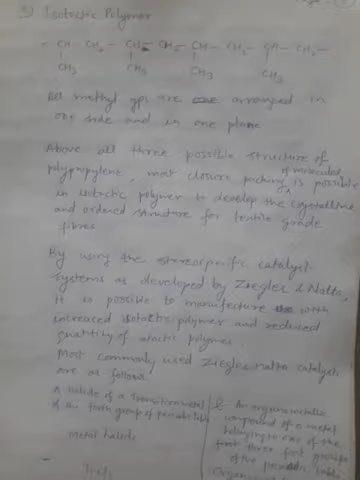 3) Isotactic Polymer
- CH - CH2 - CH - CH2 - CH - CH2 - CH - CH2 -
CH3 CH3 CH3 CH3
All methyl gps are arranged in
one side and in one plane
Above all three possible structure of
polypropylene, most closure packing of molecules is possible
in isotactic polymer to develop the crystalline
and ordered structure for textile grade
fibres
By using the stereospecific catalyst
systems as developed by Ziegler & Natta,
it is possible to manufacture with
increased isotactic polymer and reduced
quantity of atactic polymer.
Most commonly used Ziegler natta catalysts
are as follows
A halide of a transition metal
of the fourth group of periodic table
Metal halide
& An organometallic
compound of a metal
belonging to one of the
first three groups
of the periodic table